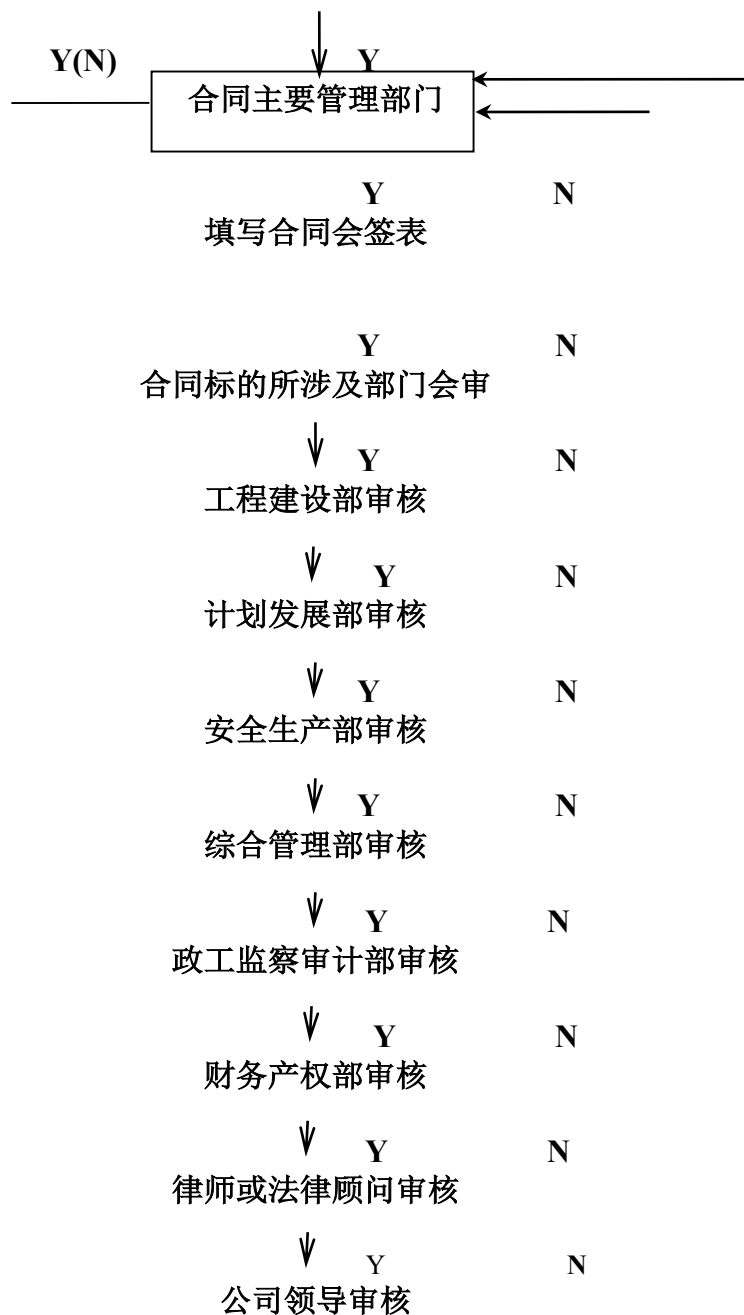 Y(N) Y
合同主要管理部门
Y N
填写合同会签表
Y N
合同标的所涉及部门会审
Y N
工程建设部审核
Y N
计划发展部审核
Y N
安全生产部审核
Y N
综合管理部审核
Y N
政工监察审计部审核
Y N
财务产权部审核
Y N
律师或法律顾问审核
Y N
公司领导审核